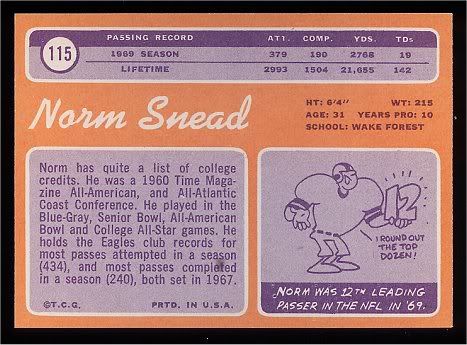 115
PASSING RECORD ATT. COMP. YDS. TDs
1969 SEASON 379 190 2768 19
LIFETIME 2993 1504 21,655 142
Norm Snead
HT: 6'4" WT: 215
AGE: 31 YEARS PRO: 10
SCHOOL: WAKE FOREST
Norm has quite a list of college
credits. He was a 1960 Time Maga-
zine All-American, and All-Atlantic
Coast Conference. He played in the
Blue-Gray, Senior Bowl, All-American
Bowl and College All-Star games. He
holds the Eagles club records for
most passes attempted in a season
(434), and most passes completed
in a season (240), both set in 1967.
©T.C.G. PRTD. IN U.S.A.
12
I ROUND OUT
THE TOP
DOZEN!
NORM WAS 12TH LEADING
PASSER IN THE NFL IN '69.